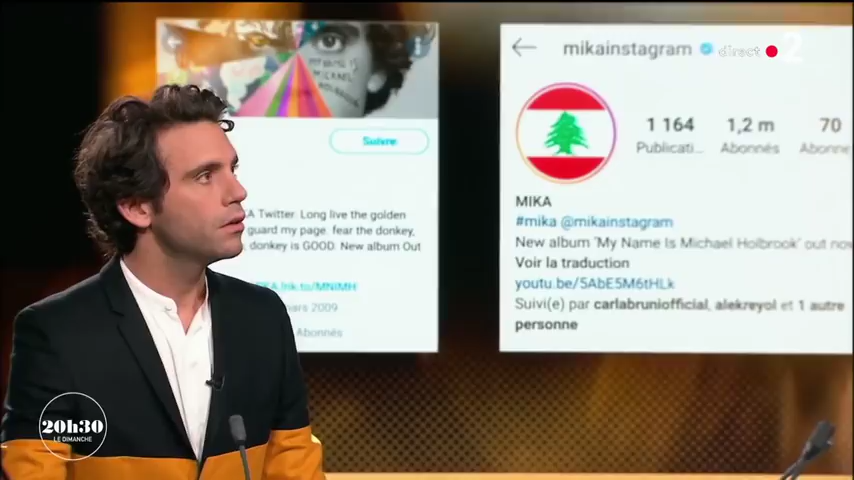 MY NAME IS
MICHAEL
HOLBROOK
Suivre
A Twitter. Long live the golden
guard my page. fear the donkey,
donkey is GOOD. New album Out
.lnk.to/MNIMH
mars 2009
Abonnés
mikainstagram
direct 2
1 164
1,2 m
70
Publicati...
Abonnés
Abonne
MIKA
#mika @mikainstagram
New album 'My Name Is Michael Holbrook' out now
Voir la traduction
youtu.be/5AbE5M6tHLk
Suivi(e) par carlabruniofficial, alekreyol et 1 autre
personne
20h30
LE DIMANCHE